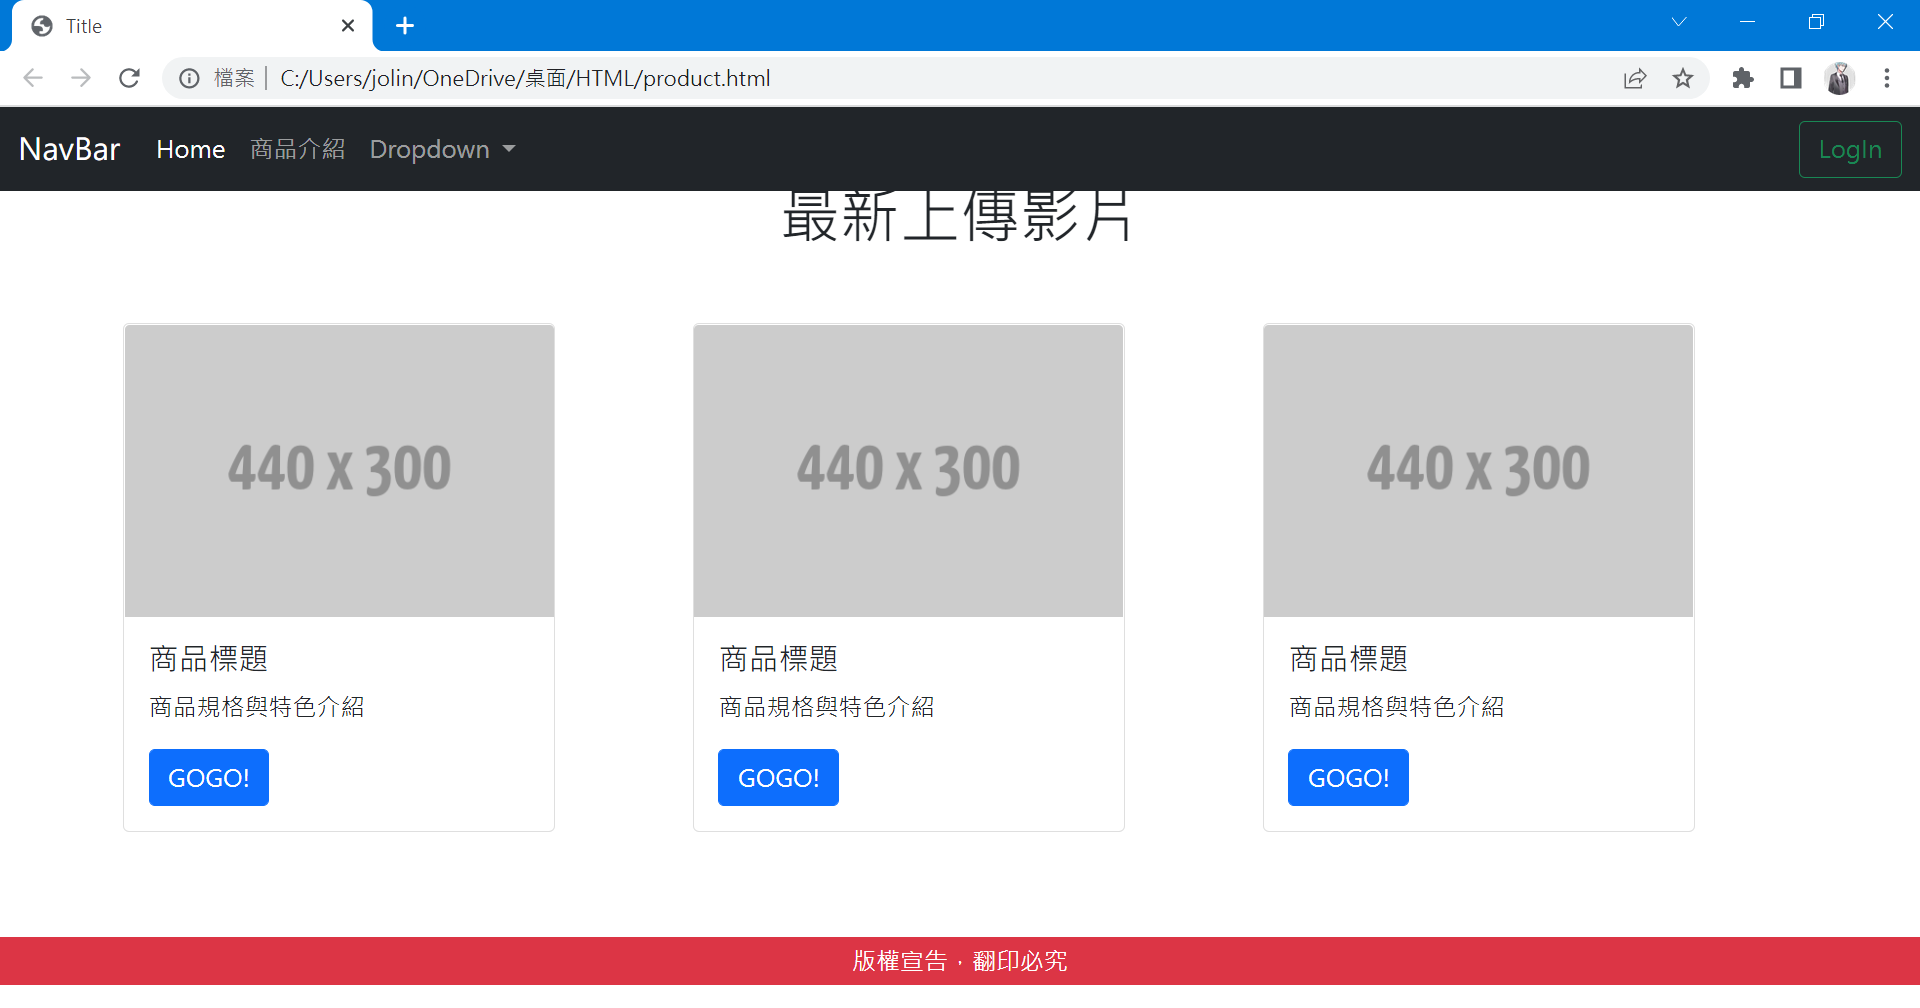 Title
檔案 | C:/Users/jolin/OneDrive/桌面/HTML/product.html
NavBar Home 商品介紹 Dropdown LogIn
最新上傳影片
440 x 300 440 x 300 440 x 300
商品標題 商品標題 商品標題
商品規格與特色介紹 商品規格與特色介紹 商品規格與特色介紹
GOGO! GOGO! GOGO!
版權宣告，翻印必究